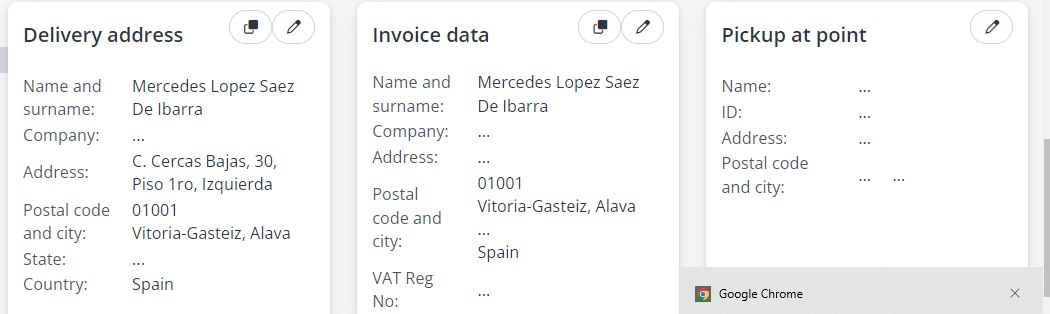 Delivery address
Name and
surname:
Mercedes Lopez Saez
De Ibarra
Company:
...
Address:
C. Cercas Bajas, 30,
Piso 1ro, Izquierda
Postal code
and city:
01001
Vitoria-Gasteiz, Alava
State:
...
Country:
Spain
Invoice data
Name and
surname:
Mercedes Lopez Saez
De Ibarra
Company:
...
Address:
...
Postal
code and
city:
01001
Vitoria-Gasteiz, Alava
...
Spain
VAT Reg
No:
...
Pickup at point
Name:
...
ID:
...
Address:
...
Postal code
and city:
... ...
Google Chrome